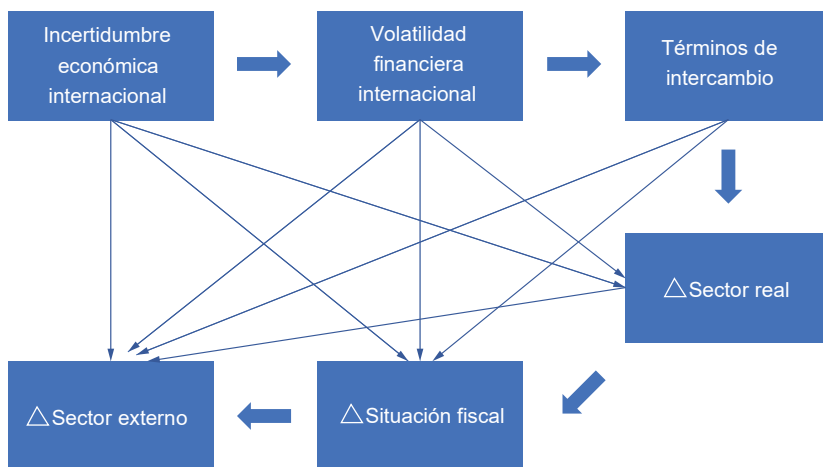 Incertidumbre
económica
internacional
Volatilidad
financiera
internacional
Términos de
intercambio
△Sector real
△Sector externo
△Situación fiscal